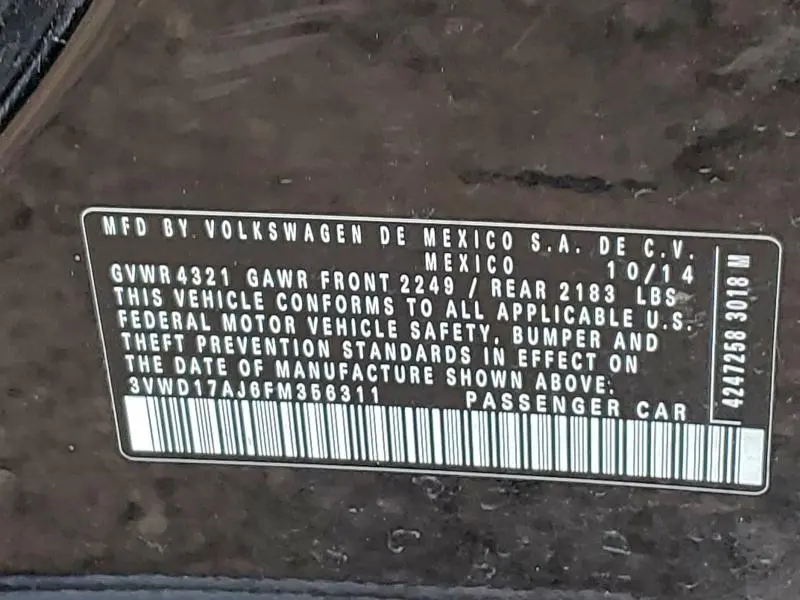 MFD BY VOLKSWAGEN DE MEXICO S.A. DE C.V.
MEXICO 10/14
GVWR 4321 GAWR FRONT 2249 / REAR 2183 LBS
THIS VEHICLE CONFORMS TO ALL APPLICABLE U.S.
FEDERAL MOTOR VEHICLE SAFETY, BUMPER AND
THEFT PREVENTION STANDARDS IN EFFECT ON
THE DATE OF MANUFACTURE SHOWN ABOVE:
3VWD17AJ6FM356311 PASSENGER CAR
4247258 3018 M